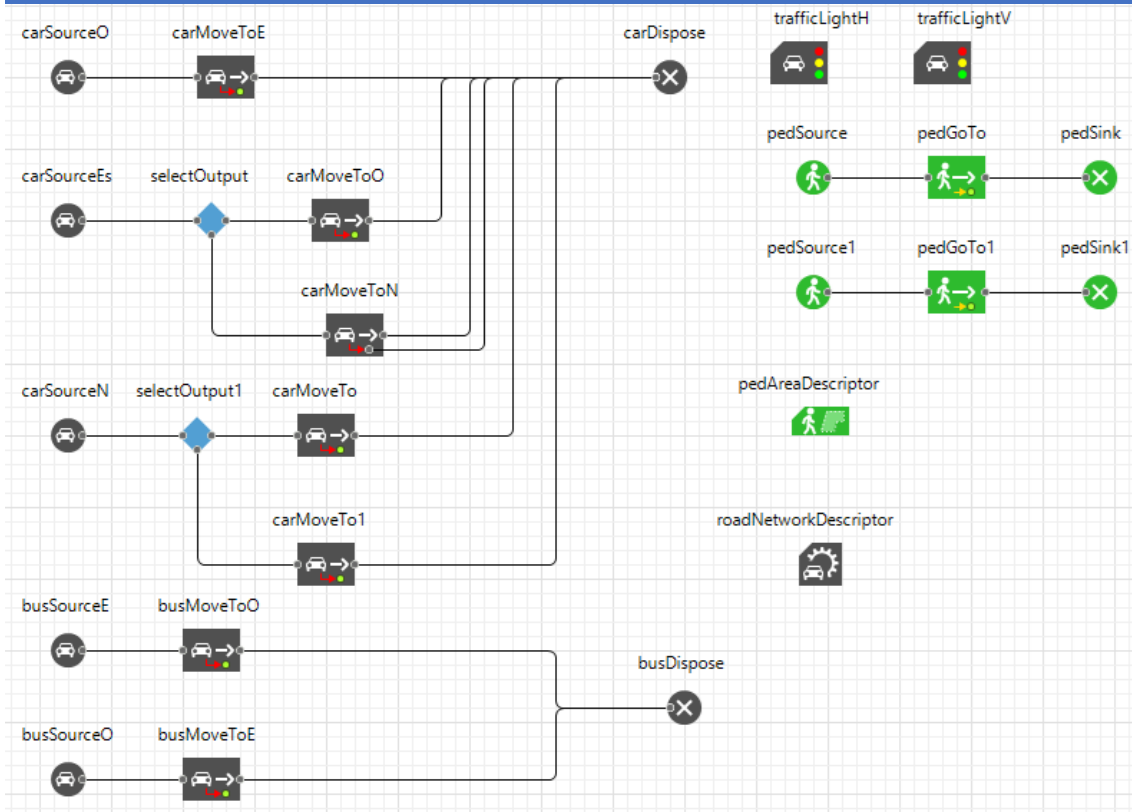 carSourceO
carMoveToE
carDispose
trafficLightH
trafficLightV
pedSource
pedGoTo
pedSink
carSourceEs
selectOutput
carMoveToO
pedSource1
pedGoTo1
pedSink1
carMoveToN
carSourceN
selectOutput1
carMoveTo
pedAreaDescriptor
carMoveTo1
roadNetworkDescriptor
busSourceE
busMoveToO
busDispose
busSourceO
busMoveToE